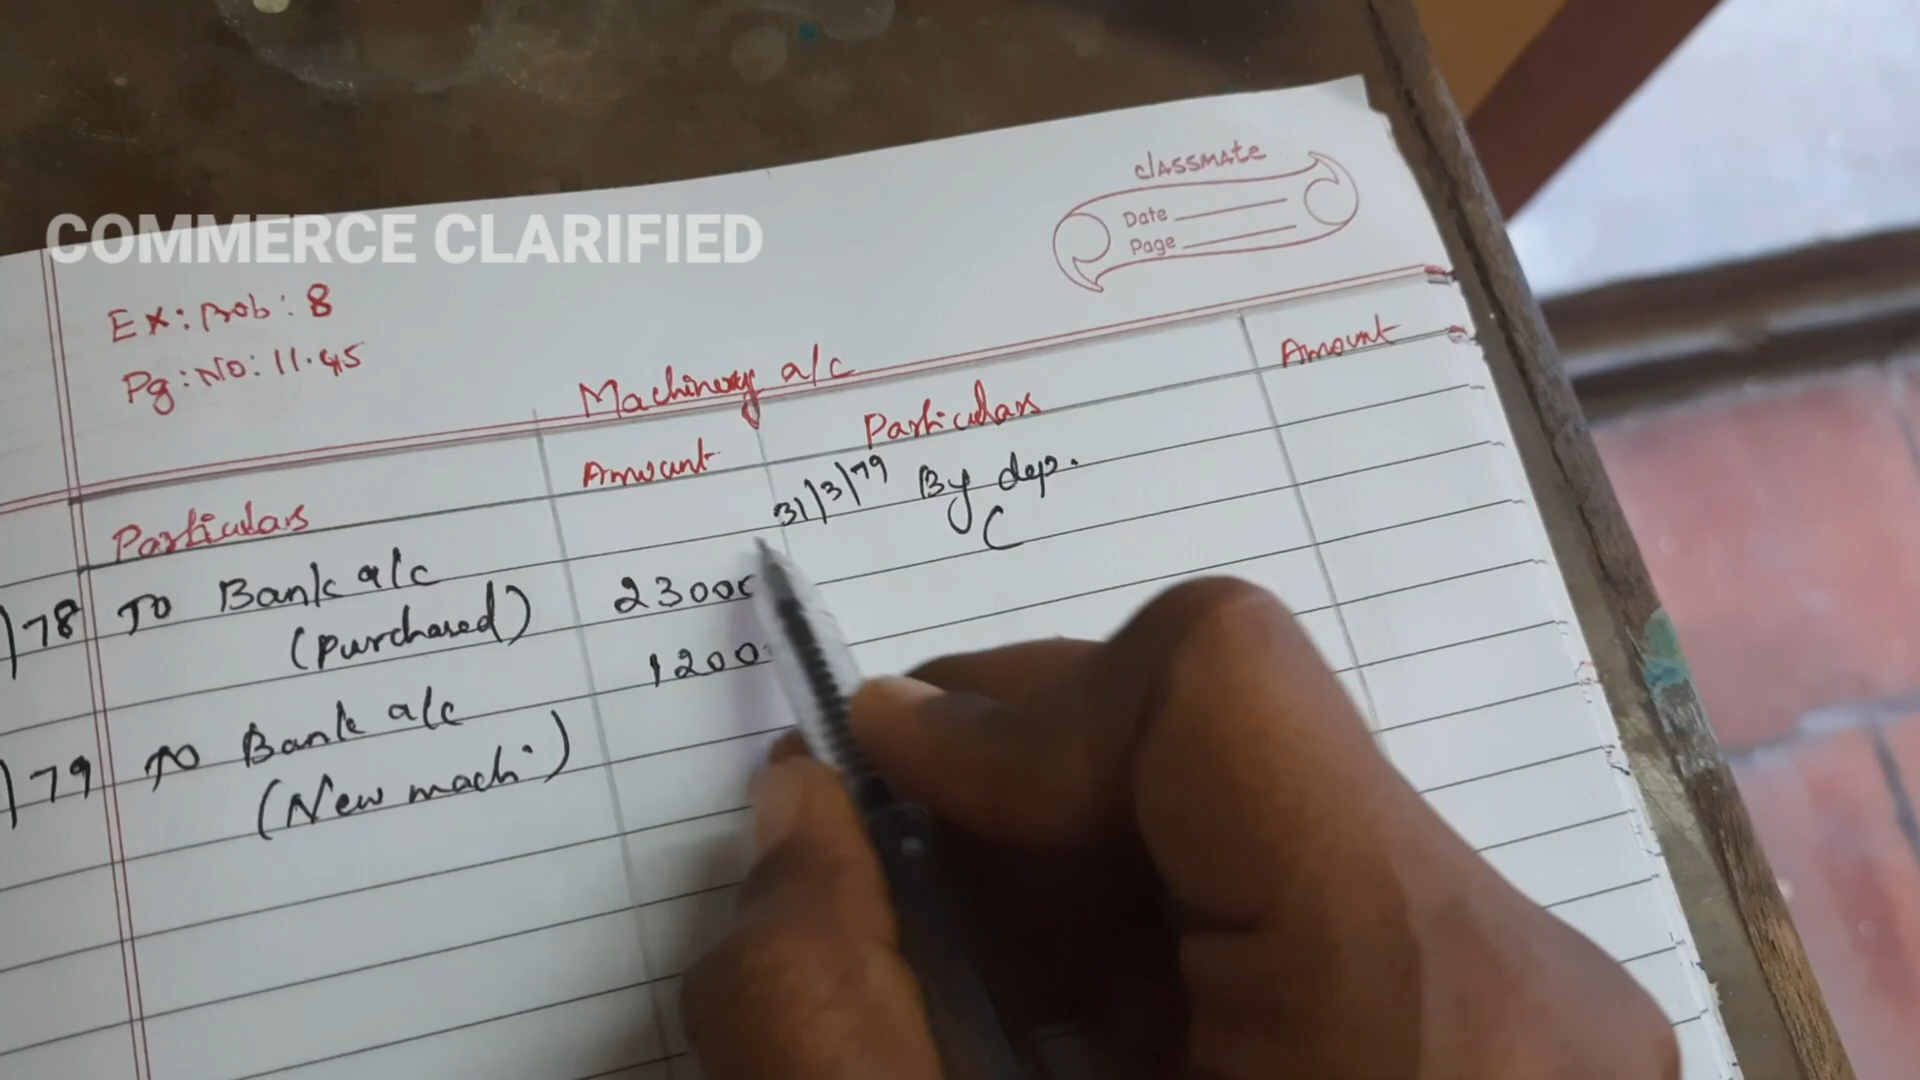 COMMERCE CLARIFIED
classmate
Date
Page
Ex: Prob: 8
Pg: No: 11.45
Machinery a/c
Particulars Amount Particulars Amount
)78 To Bank a/c
(purchased) 2300
31/3/79 By dep.
(
)79 To Bank a/c 1200
(New mach.)